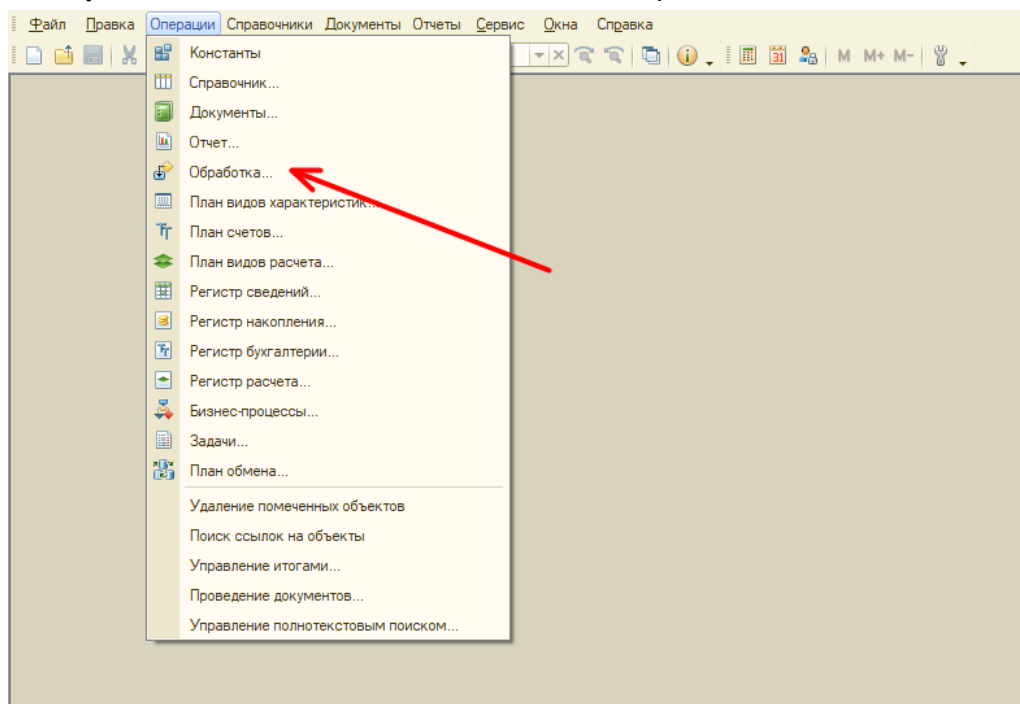 Файл Правка Операции Справочники Документы Отчеты Сервис Окна Справка
31 M M+ M-
Константы
Справочник...
Документы...
Отчет...
Обработка...
План видов характеристик...
План счетов...
План видов расчета...
Регистр сведений...
Регистр накопления...
Регистр бухгалтерии...
Регистр расчета...
Бизнес-процессы...
Задачи...
План обмена...
Удаление помеченных объектов
Поиск ссылок на объекты
Управление итогами...
Проведение документов...
Управление полнотекстовым поиском...